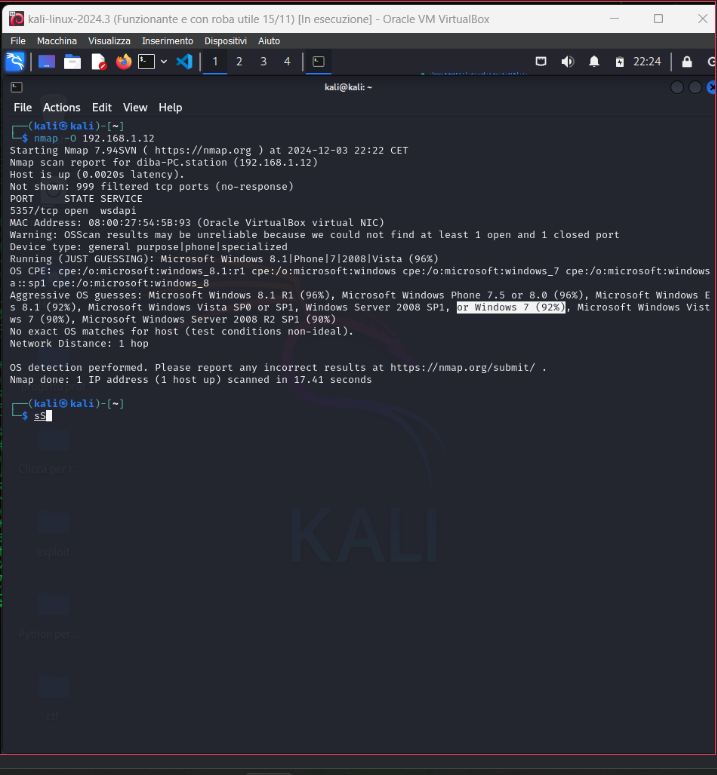 kali-linux-2024.3 (Funzionante e con roba utile 15/11) [In esecuzione] - Oracle VM VirtualBox
File Macchina Visualizza Inserimento Dispositivi Aiuto
1 2 3 4 22:24
kali@kali: ~
File Actions Edit View Help
(kali㉿kali)-[~]
$ nmap -O 192.168.1.12
Starting Nmap 7.94SVN ( https://nmap.org ) at 2024-12-03 22:22 CET
Nmap scan report for diba-PC.station (192.168.1.12)
Host is up (0.0020s latency).
Not shown: 999 filtered tcp ports (no-response)
PORT STATE SERVICE
5357/tcp open wsdapi
MAC Address: 08:00:27:54:5B:93 (Oracle VirtualBox virtual NIC)
Warning: OSScan results may be unreliable because we could not find at least 1 open and 1 closed port
Device type: general purpose|phone|specialized
Running (JUST GUESSING): Microsoft Windows 8.1|Phone|7|2008|Vista (96%)
OS CPE: cpe:/o:microsoft:windows_8.1:r1 cpe:/o:microsoft:windows cpe:/o:microsoft:windows_7 cpe:/o:microsoft:window
a::sp1 cpe:/o:microsoft:windows_8
Aggressive OS guesses: Microsoft Windows 8.1 R1 (96%), Microsoft Windows Phone 7.5 or 8.0 (96%), Microsoft Windows E
s 8.1 (92%), Microsoft Windows Vista SP0 or SP1, Windows Server 2008 SP1, or Windows 7 (92%), Microsoft Windows Vist
ws 7 (90%), Microsoft Windows Server 2008 R2 SP1 (90%)
No exact OS matches for host (test conditions non-ideal).
Network Distance: 1 hop
OS detection performed. Please report any incorrect results at https://nmap.org/submit/ .
Nmap done: 1 IP address (1 host up) scanned in 17.41 seconds
(kali㉿kali)-[~]
$ sS
exploit
KALI
ctf